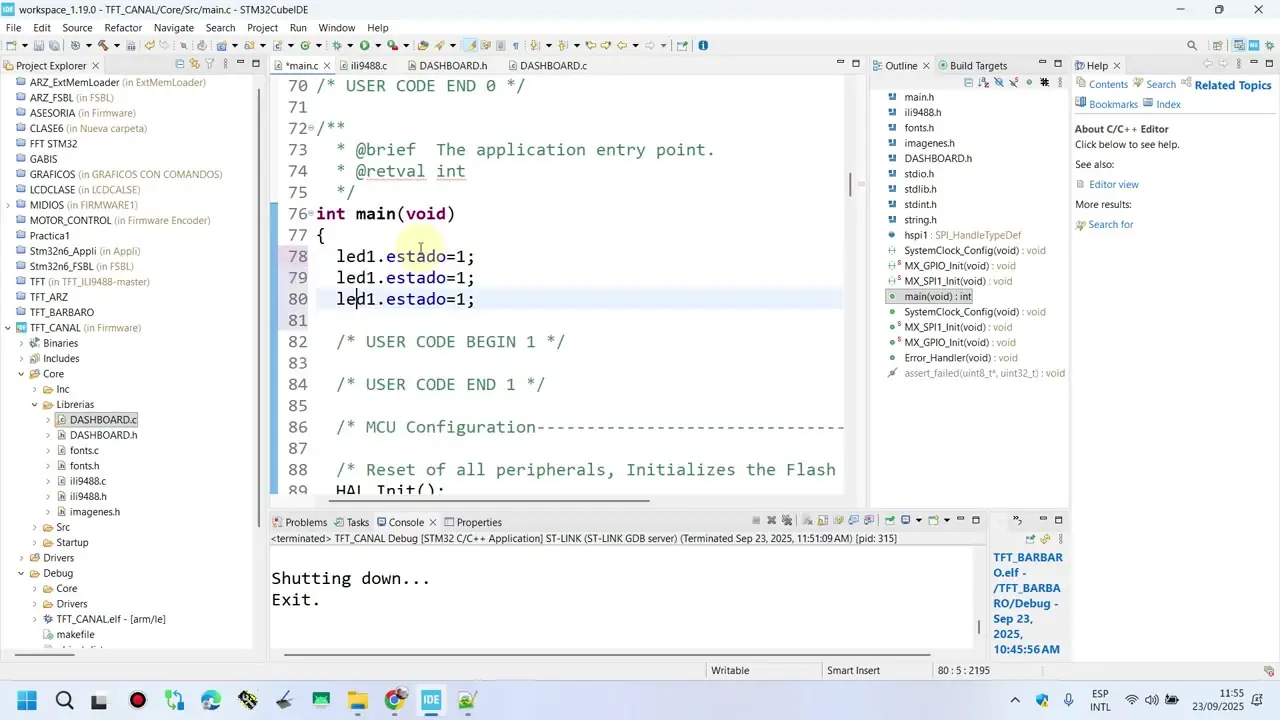 workspace_1.19.0 - TFT_CANAL/Core/Src/main.c - STM32CubeIDE
File Edit Source Refactor Navigate Search Project Run Window Help
Project Explorer
ARZ_ExtMemLoader (in ExtMemLoader)
ARZ_FSBL (in FSBL)
ASESORIA (in Firmware)
CLASE6 (in Nueva carpeta)
FFT STM32
GABIS
GRAFICOS (in GRAFICOS CON COMANDOS)
LCDCLASE (in LCDCALSE)
MIDIOS (in FIRMWARE1)
MOTOR_CONTROL (in Firmware Encoder)
Practica1
Stm32n6_Appli (in Appli)
Stm32n6_FSBL (in FSBL)
TFT (in TFT_ILI9488-master)
TFT_ARZ
TFT_BARBARO
TFT_CANAL (in Firmware)
Binaries
Includes
Core
Inc
Librerias
DASHBOARD.c
DASHBOARD.h
fonts.c
fonts.h
ili9488.c
ili9488.h
imagenes.h
Src
Startup
Drivers
Debug
Core
Drivers
TFT_CANAL.elf - [arm/le]
makefile
*main.c ili9488.c DASHBOARD.h DASHBOARD.c
70 /* USER CODE END 0 */
71
72 /**
73 * @brief The application entry point.
74 * @retval int
75 */
76 int main(void)
77 {
78 led1.estado=1;
79 led1.estado=1;
80 led1.estado=1;
81
82 /* USER CODE BEGIN 1 */
83
84 /* USER CODE END 1 */
85
86 /* MCU Configuration------------------------------
87
88 /* Reset of all peripherals, Initializes the Flash
89 HAL_Init();
Problems Tasks Console Properties
<terminated> TFT_CANAL Debug [STM32 C/C++ Application] ST-LINK (ST-LINK GDB server) (Terminated Sep 23, 2025, 11:51:09 AM) [pid: 315]
Shutting down...
Exit.
Outline Build Targets
main.h
ili9488.h
fonts.h
imagenes.h
DASHBOARD.h
stdio.h
stdlib.h
stdint.h
string.h
hspi1 : SPI_HandleTypeDef
SystemClock_Config(void) : void
MX_GPIO_Init(void) : void
MX_SPI1_Init(void) : void
main(void) : int
SystemClock_Config(void) : void
MX_SPI1_Init(void) : void
MX_GPIO_Init(void) : void
Error_Handler(void) : void
assert_failed(uint8_t*, uint32_t) : void
TFT_BARBAR
O.elf -
/TFT_BARBA
RO/Debug -
Sep 23,
2025,
10:45:56 AM
Help
Contents Search Related Topics
Bookmarks Index
About C/C++ Editor
Click below to see help.
See also:
Editor view
More results:
Search for
Writable Smart Insert 80 : 5 : 2195
IDE
ESP
INTL
11:55
23/09/2025